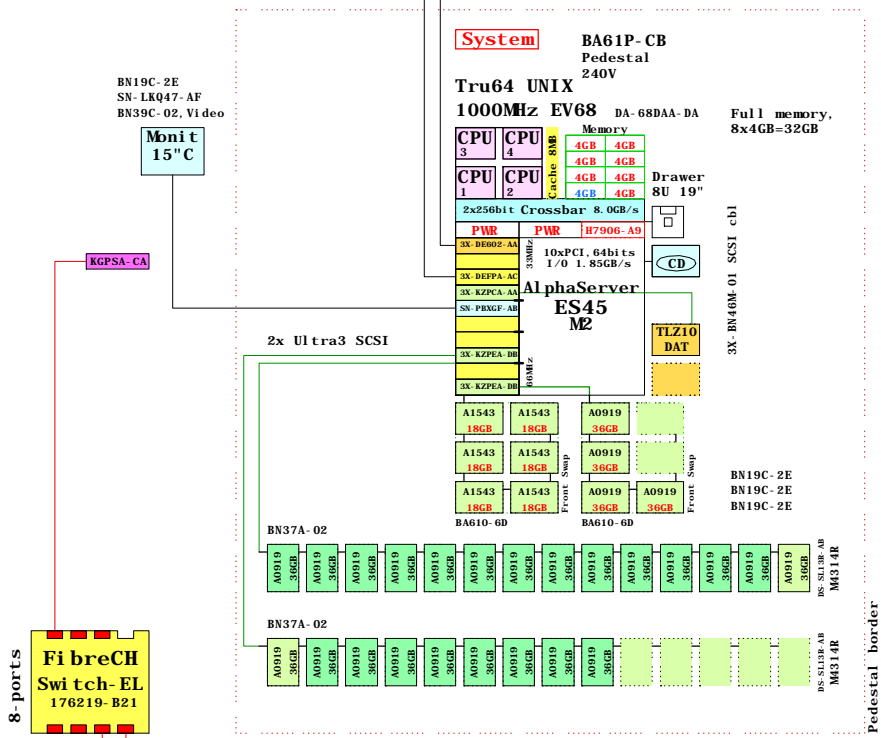 System
BA61P-CB
Pedestal
240V
BN19C-2E
SN-LKQ47-AF
BN39C-02, Video
Tru64 UNIX
1000MHz EV68
DA-68DAA-DA
Full memory,
8x4GB=32GB
Monit
15"C
CPU
3
CPU
4
CPU
1
CPU
2
Cache 8MB
Memory
4GB 4GB
4GB 4GB
4GB 4GB
4GB 4GB
Drawer
8U 19"
2x256bit Crossbar 8.0GB/s
PWR PWR H7906-A9
3X-DE602-AA
3X-DEFPA-AC
3X-KZPCA-AA
SN-PBXGF-AB
3X-KZPEA-DB
3X-KZPEA-DB
33MHz
66MHz
10xPCI, 64bits
I/O 1.85GB/s
AlphaServer
ES45
M2
CD
3X-BN46M-01 SCSI cbl
TLZ10
DAT
KGPSA-CA
2x Ultra3 SCSI
A1543
18GB
A1543
18GB
A1543
18GB
A1543
18GB
A1543
18GB
A1543
18GB
Front Swap
BA610-6D
A0919
36GB
A0919
36GB
A0919
36GB
A0919
36GB
Front Swap
BA610-6D
BN19C-2E
BN19C-2E
BN19C-2E
BN37A-02
A0919
36GB
A0919
36GB
A0919
36GB
A0919
36GB
A0919
36GB
A0919
36GB
A0919
36GB
A0919
36GB
A0919
36GB
A0919
36GB
A0919
36GB
A0919
36GB
A0919
36GB
A0919
36GB
DS-SL13R-AB
M4314R
BN37A-02
A0919
36GB
A0919
36GB
A0919
36GB
A0919
36GB
A0919
36GB
A0919
36GB
A0919
36GB
A0919
36GB
A0919
36GB
DS-SL13R-AB
M4314R
8-ports
FibreCH
Switch-EL
176219-B21
Pedestal border